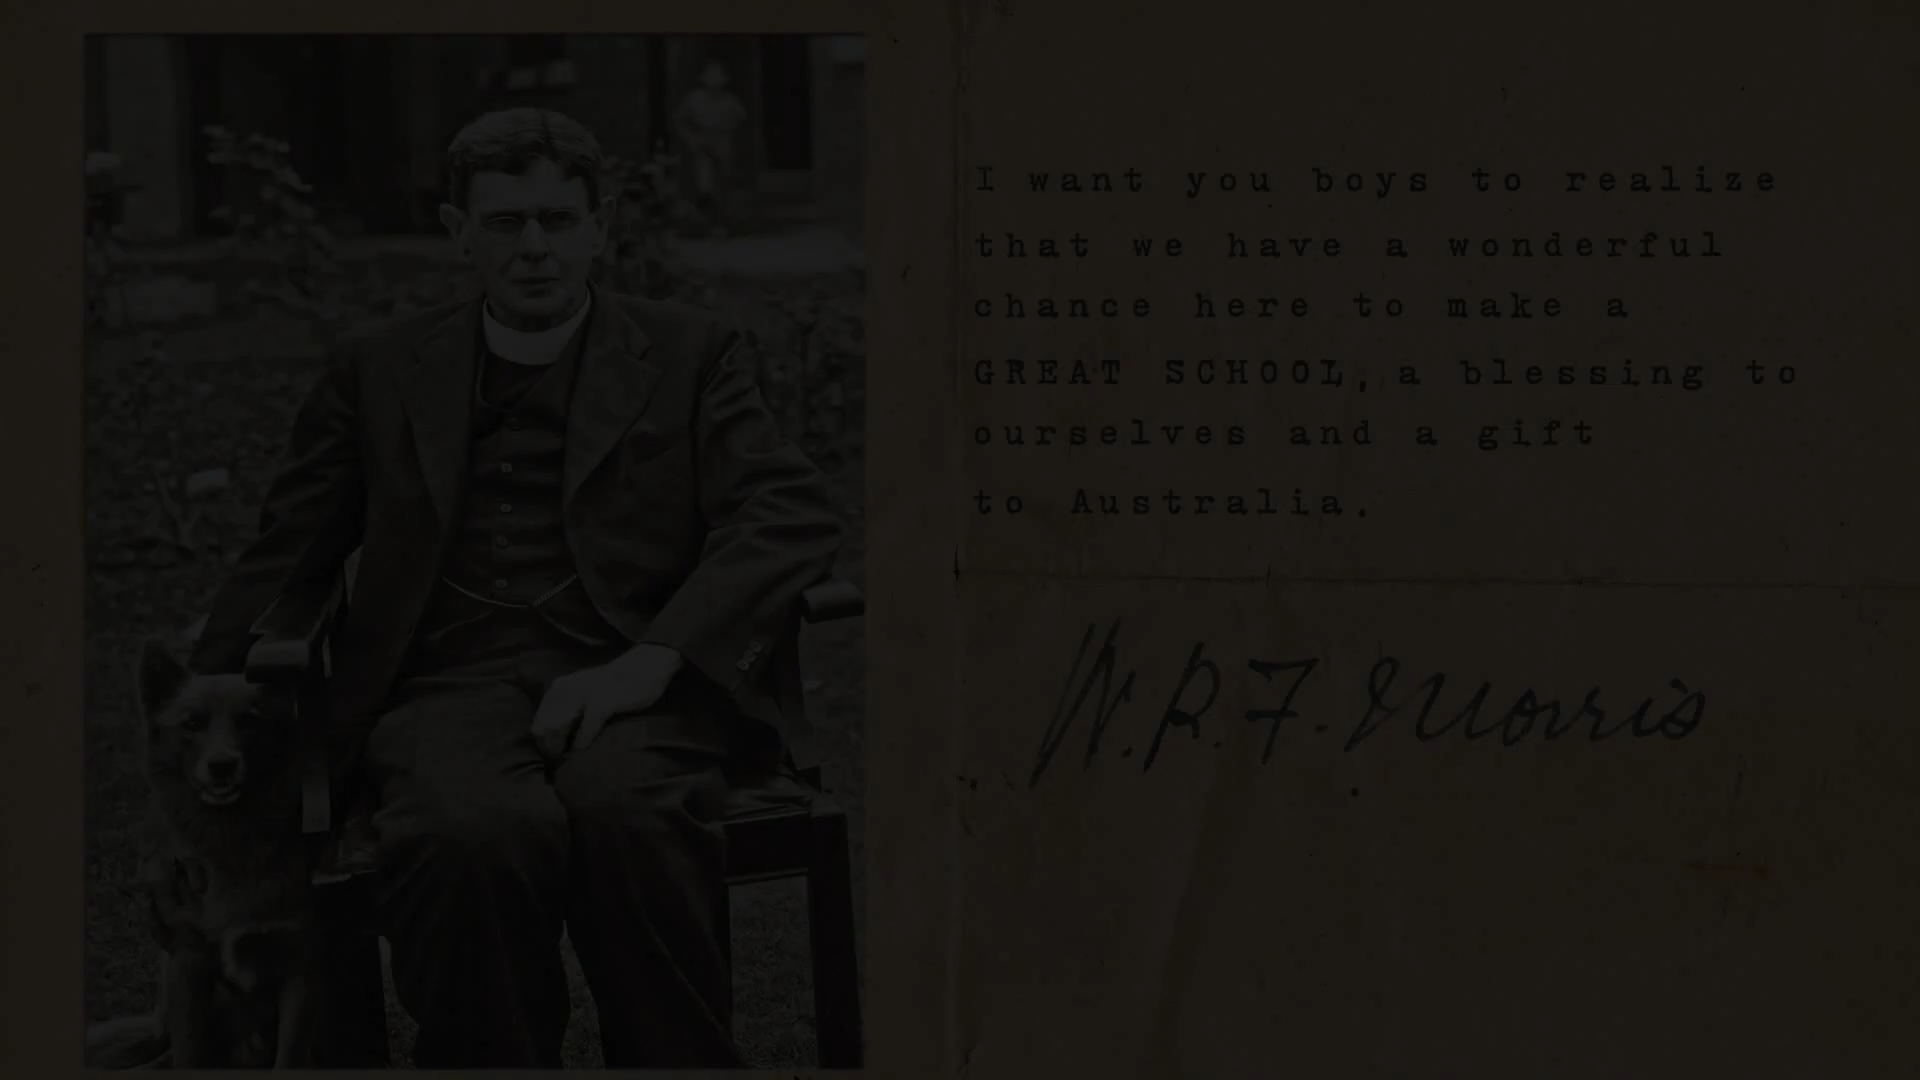 I want you boys to realize
that we have a wonderful
chance here to make a
GREAT SCHOOL, a blessing to
ourselves and a gift
to Australia.
W.P.F. Morris